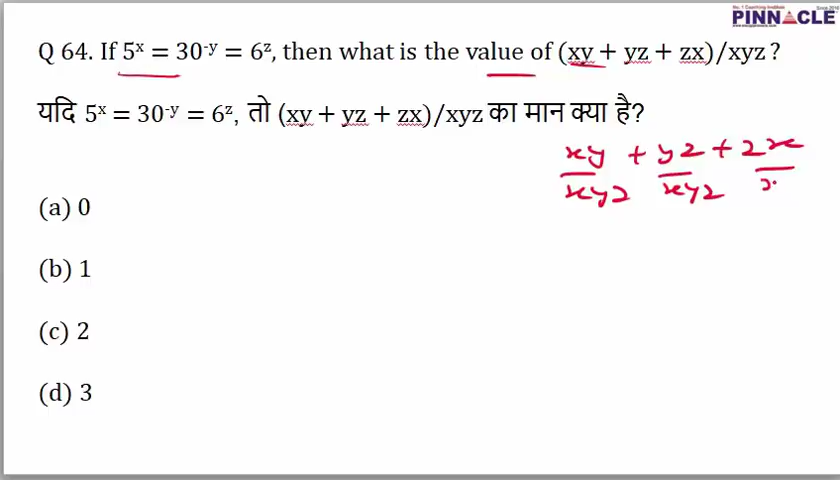 PINNACLE
Q 64. If 5ˣ = 30⁻ʸ = 6ᶻ, then what is the value of (xy + yz + zx)/xyz ?
यदि 5ˣ = 30⁻ʸ = 6ᶻ, तो (xy + yz + zx)/xyz का मान क्या है?
xy + yz + zx
xyz xyz x
(a) 0
(b) 1
(c) 2
(d) 3